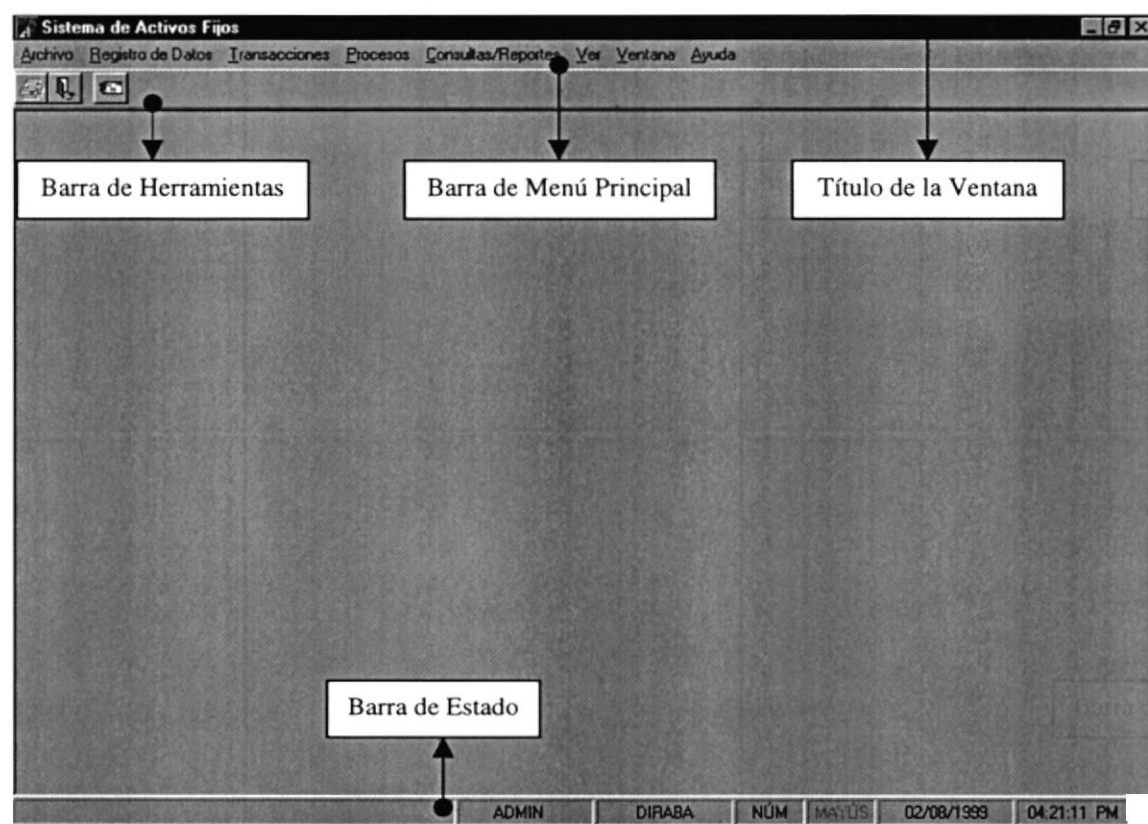 Sistema de Activos Fijos
Archivo Registro de Datos Transacciones Procesos Consultas/Reportes Ver Ventana Ayuda
Barra de Herramientas
Barra de Menú Principal
Título de la Ventana
Barra de Estado
ADMIN DIRABA NÚM MAYÚS 02/08/1999 04:21:11 PM